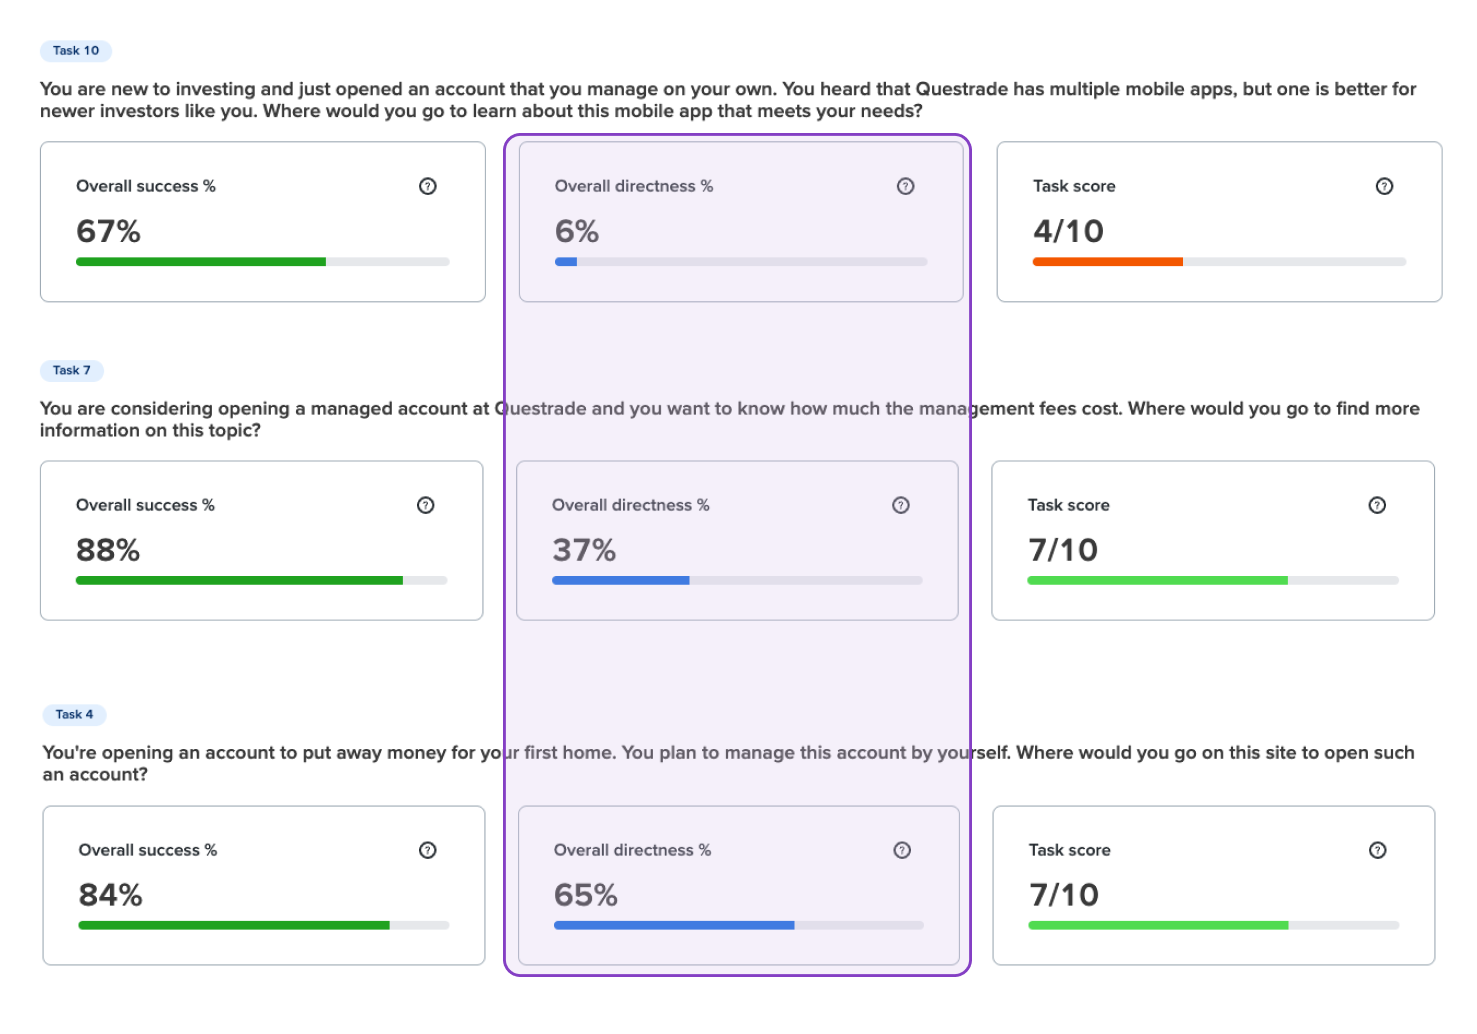 Task 10
You are new to investing and just opened an account that you manage on your own. You heard that Questrade has multiple mobile apps, but one is better for
newer investors like you. Where would you go to learn about this mobile app that meets your needs?
Overall success % ?
67%
Overall directness % ?
6%
Task score ?
4/10
Task 7
You are considering opening a managed account at Questrade and you want to know how much the management fees cost. Where would you go to find more
information on this topic?
Overall success % ?
88%
Overall directness % ?
37%
Task score ?
7/10
Task 4
You're opening an account to put away money for your first home. You plan to manage this account by yourself. Where would you go on this site to open such
an account?
Overall success % ?
84%
Overall directness % ?
65%
Task score ?
7/10